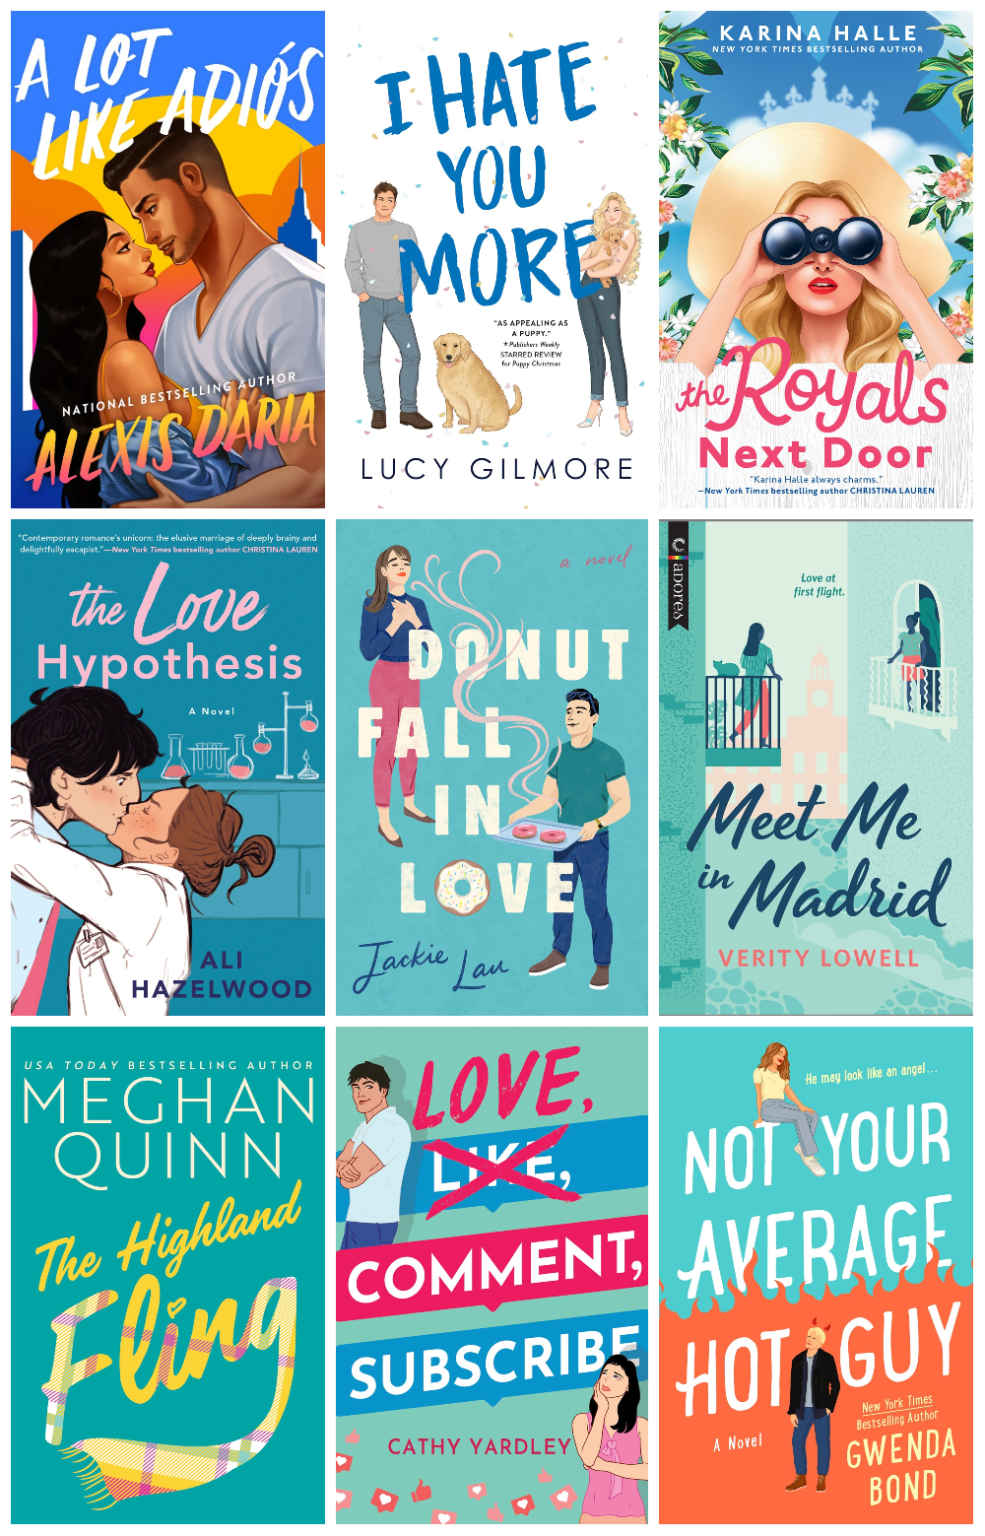 A LOT
LIKE ADIÓS
NATIONAL BESTSELLING AUTHOR
ALEXIS DARIA
I HATE
YOU
MORE
"AS APPEALING AS
A PUPPY."
★ Publishers Weekly
STARRED REVIEW
for Puppy Christmas
LUCY GILMORE
KARINA HALLE
NEW YORK TIMES BESTSELLING AUTHOR
the Royals
Next Door
"Karina Halle always charms."
—New York Times bestselling author CHRISTINA LAUREN
"Contemporary romance's unicorn: the elusive marriage of deeply brainy and
delightfully escapist."—New York Times bestselling author CHRISTINA LAUREN
the Love
Hypothesis
A Novel
ALI
HAZELWOOD
a novel
DONUT
FALL
IN
LOVE
Jackie Lau
C
adores
Love at
first flight.
Meet Me
in Madrid
VERITY LOWELL
USA TODAY BESTSELLING AUTHOR
MEGHAN
QUINN
The Highland
Fling
LOVE,
LIKE,
COMMENT,
SUBSCRIBE
CATHY YARDLEY
He may look like an angel...
NOT YOUR
AVERAGE
HOT GUY
A Novel
New York Times
Bestselling Author
GWENDA
BOND